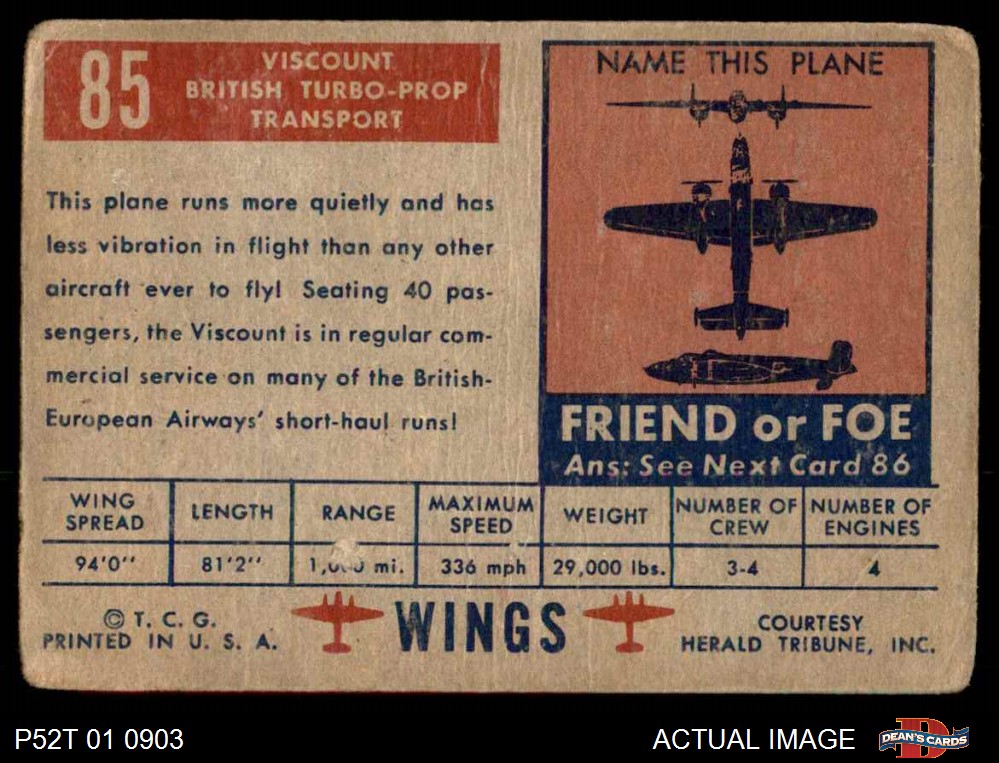 85
VISCOUNT
BRITISH TURBO-PROP
TRANSPORT
This plane runs more quietly and has
less vibration in flight than any other
aircraft ever to fly! Seating 40 pas-
sengers, the Viscount is in regular com-
mercial service on many of the British-
European Airways' short-haul runs!
NAME THIS PLANE
FRIEND or FOE
Ans: See Next Card 86
WING SPREAD LENGTH RANGE MAXIMUM SPEED WEIGHT NUMBER OF CREW NUMBER OF ENGINES
94'0" 81'2" mi. 336 mph 29,000 lbs. 3-4 4
© T. C. G.
PRINTED IN U. S. A.
WINGS
COURTESY
HERALD TRIBUNE, INC.
P52T 01 0903
ACTUAL IMAGE
DEAN'S CARDS